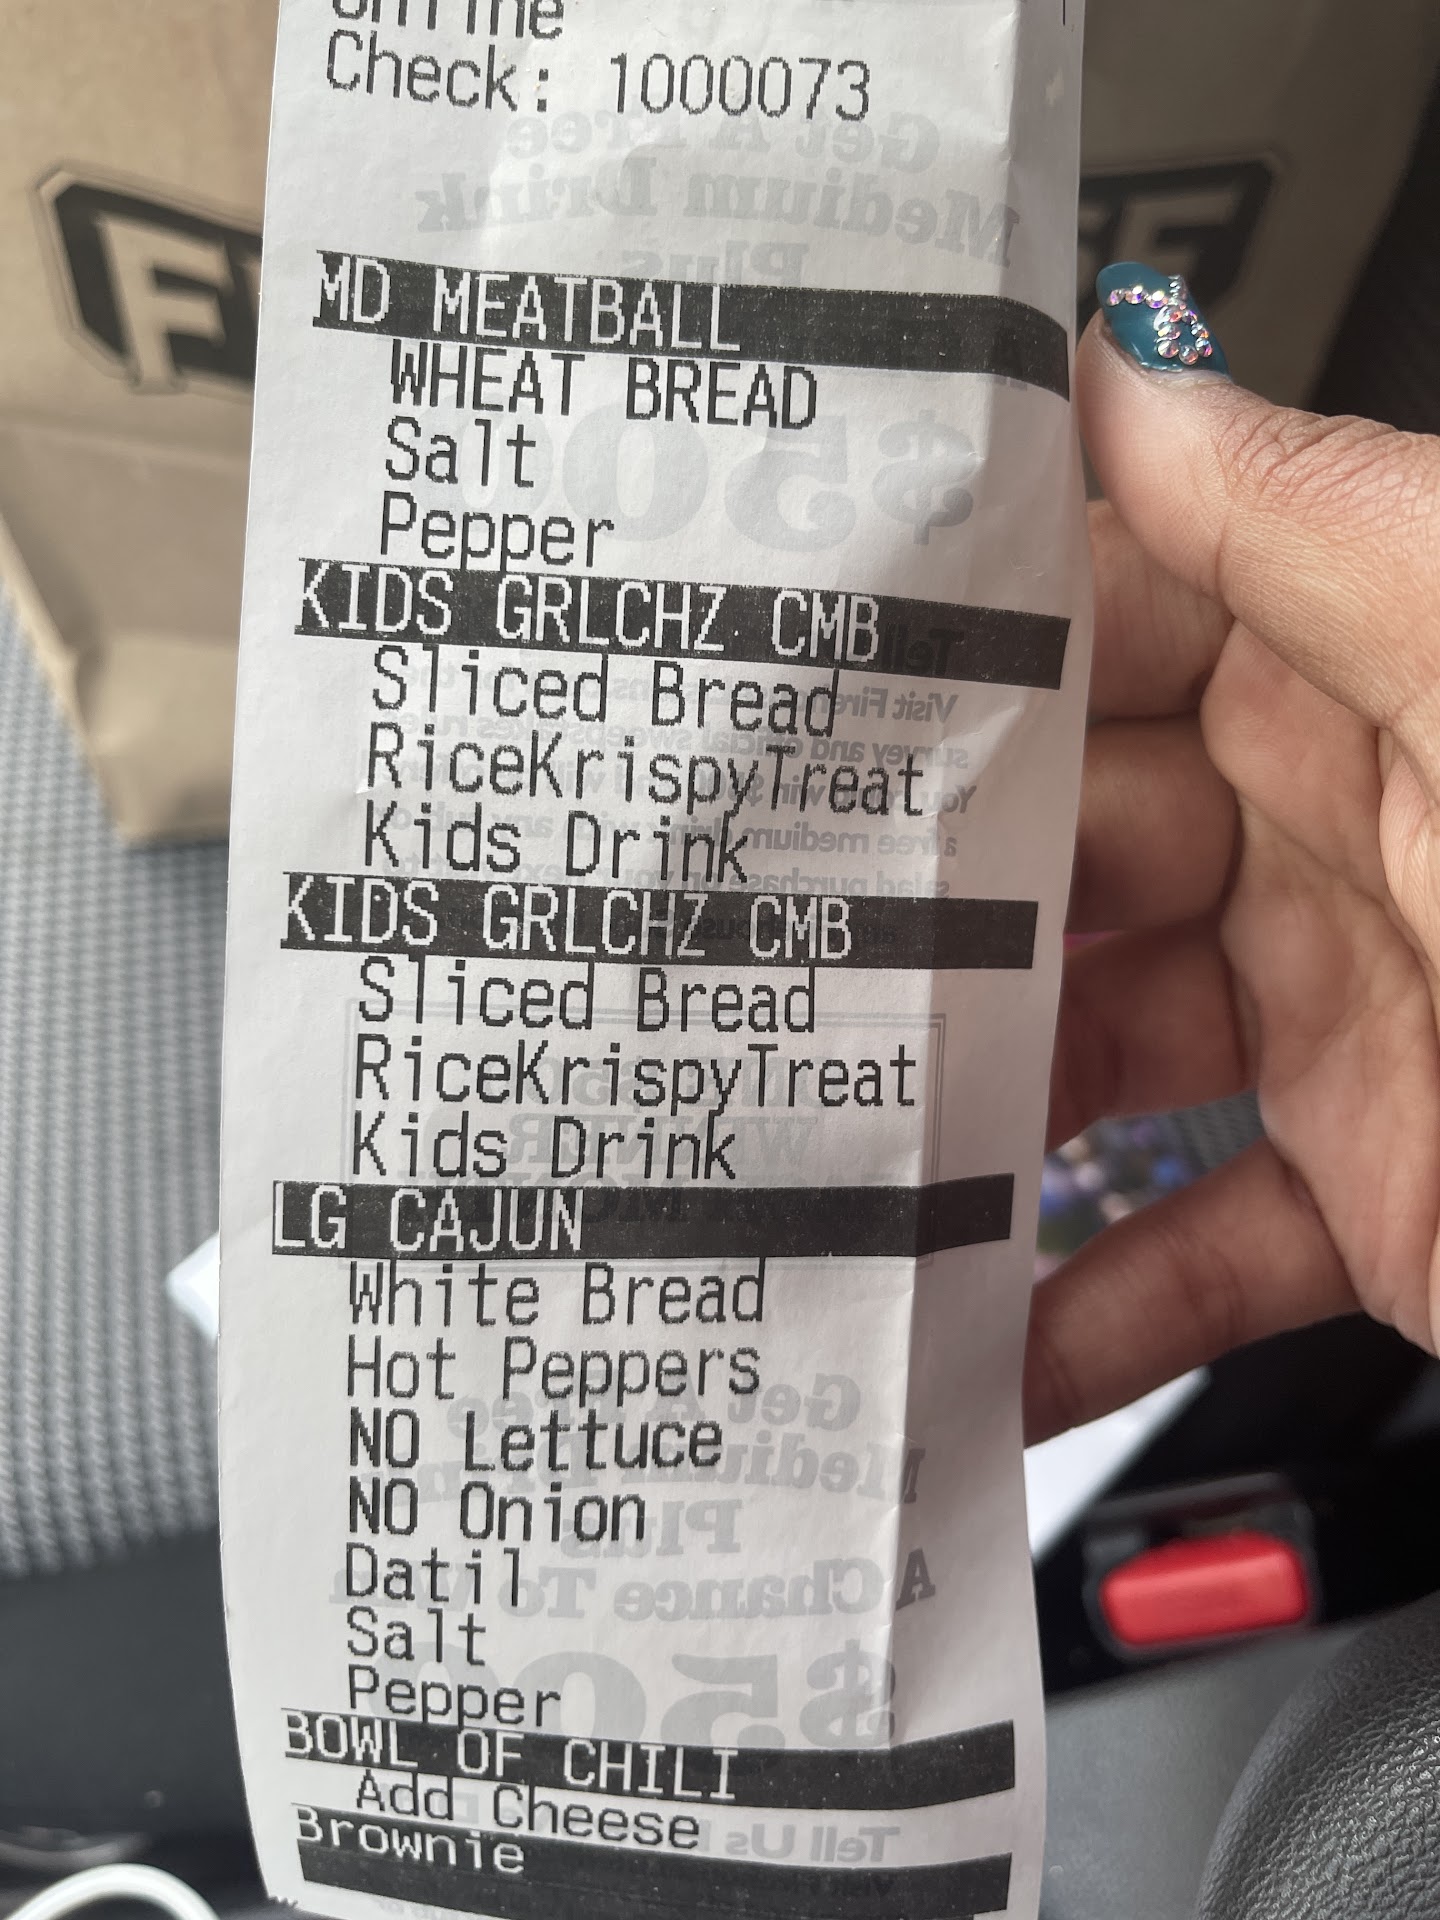 Check: 1000073
MD MEATBALL
WHEAT BREAD
Salt
Pepper
KIDS GRLCHZ CMB
Sliced Bread
RiceKrispyTreat
Kids Drink
KIDS GRLCHZ CMB
Sliced Bread
RiceKrispyTreat
Kids Drink
LG CAJUN
White Bread
Hot Peppers
NO Lettuce
NO Onion
Datil
Salt
Pepper
BOWL OF CHILI
Add Cheese
Brownie